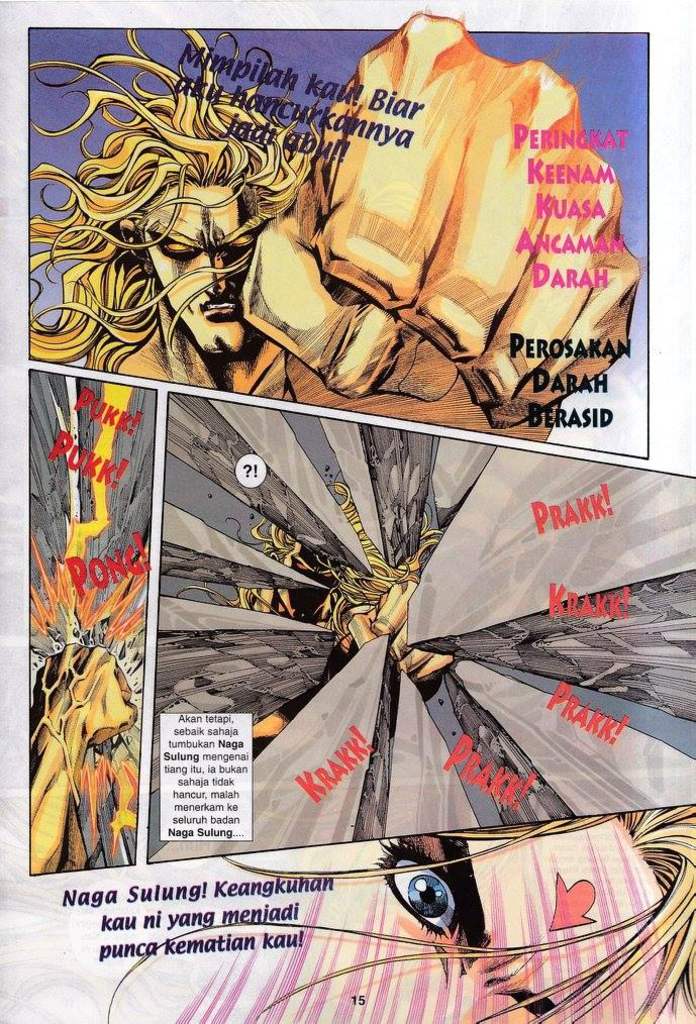 Mimpilah kau! Biar
aku hancurkannya
jadi abu!!
PERINGKAT
KEENAM
KUASA
ANCAMAN
DARAH
PEROSAKAN
DARAH
BERASID
PUKK!
PUKK!
PONG!
?!
PRAKK!
KRAKK!
PRAKK!
PRAKK!
KRAKK!
Akan tetapi,
sebaik sahaja
tumbukan Naga
Sulung mengenai
tiang itu, ia bukan
sahaja tidak
hancur, malah
menerkam ke
seluruh badan
Naga Sulung....
Naga Sulung! Keangkuhan
kau ni yang menjadi
punca kematian kau!
15